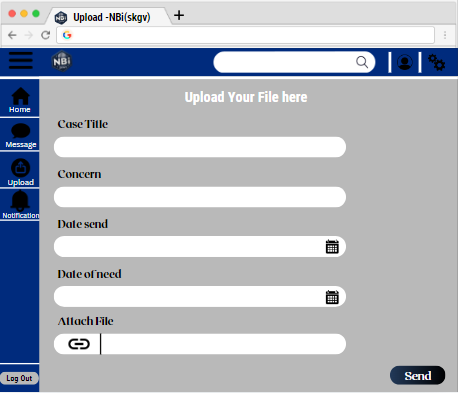 Upload -NBi(skgv)
NBi
Upload Your File here
Home
Message
Upload
Notification
Log Out
Case Title
Concern
Date send
Date of need
Attach File
Send